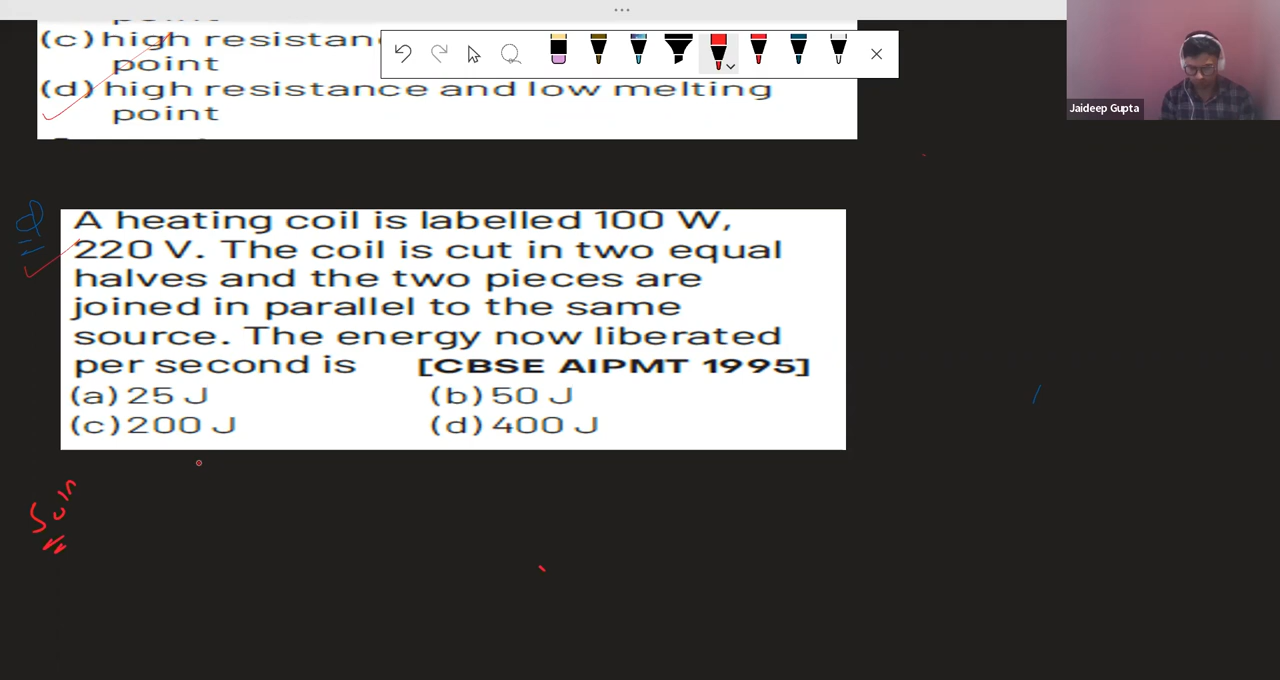 (c) high resistan
point
(d) high resistance and low melting
point
Jaideep Gupta
A heating coil is labelled 100 W,
220 V. The coil is cut in two equal
halves and the two pieces are
joined in parallel to the same
source. The energy now liberated
per second is [CBSE AIPMT 1995]
(a) 25 J (b) 50 J
(c) 200 J (d) 400 J
Soln